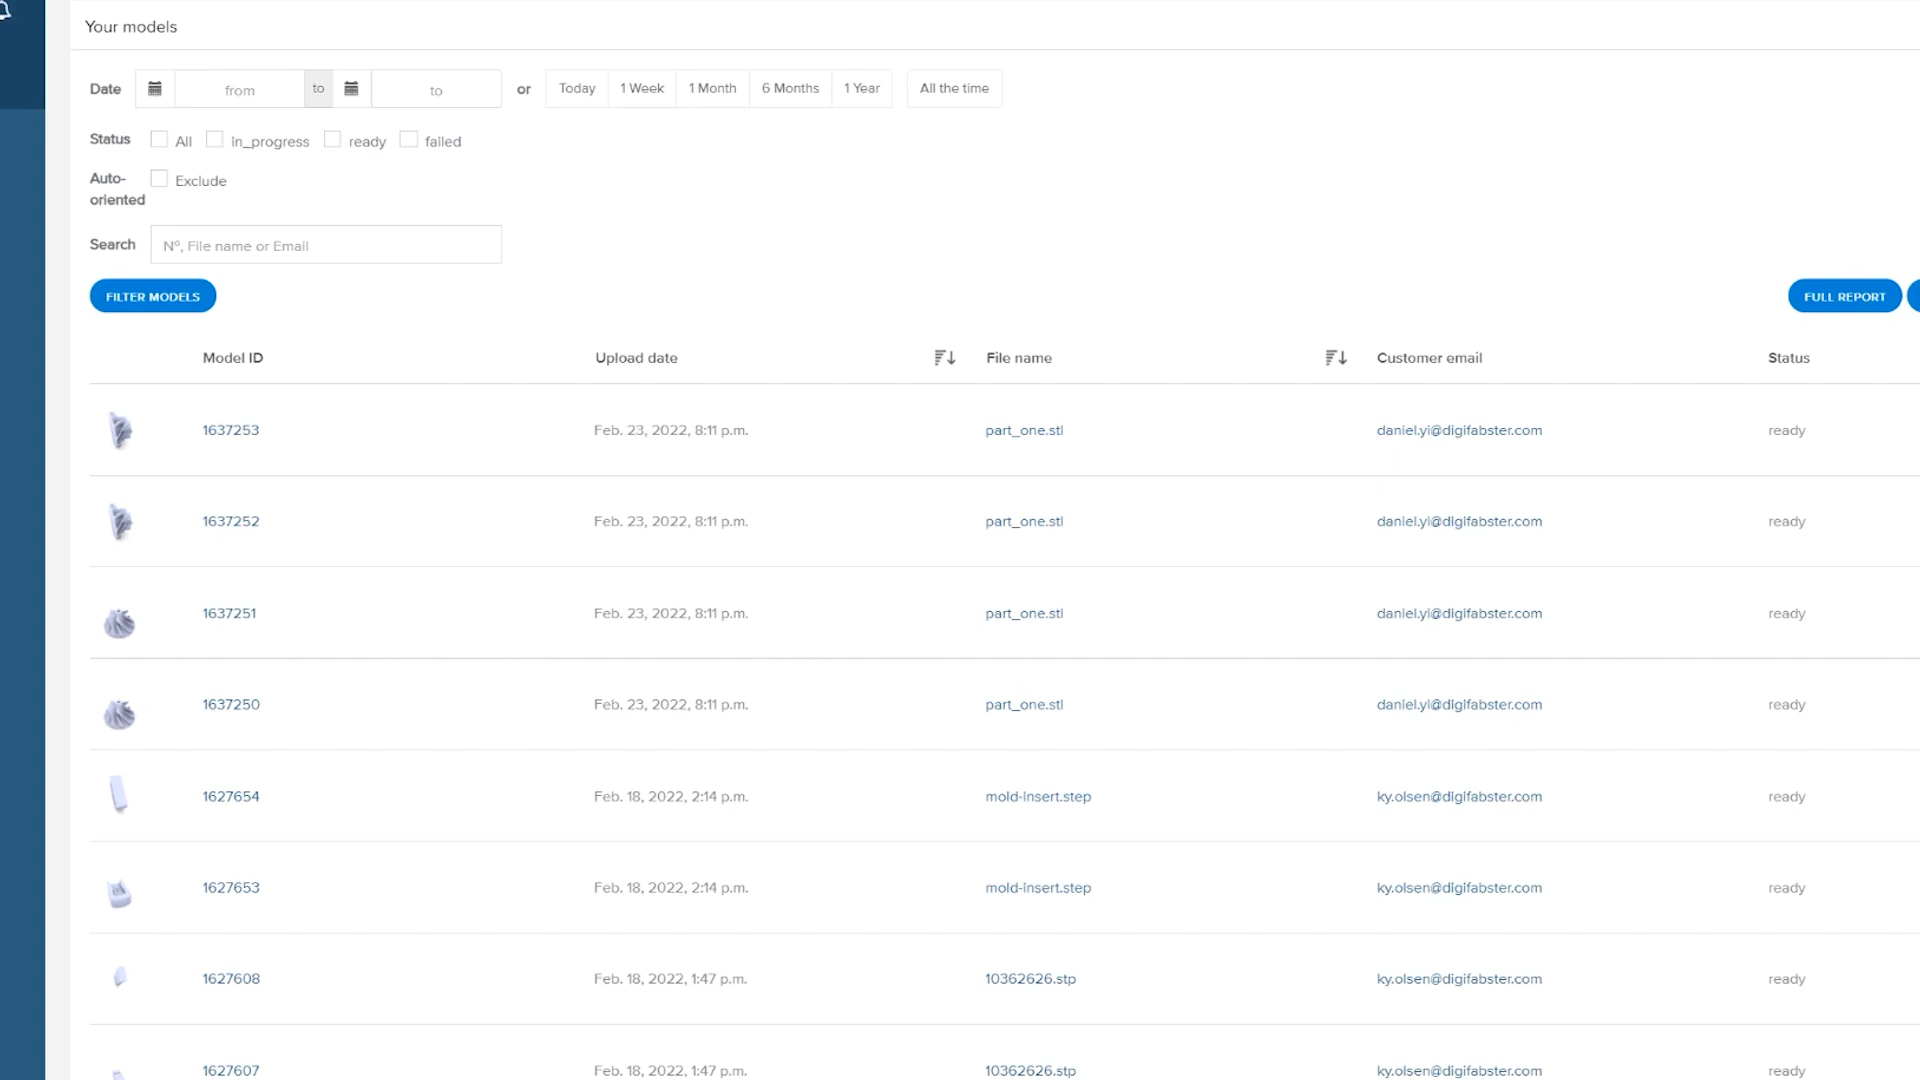 Your models
Date from to to or Today 1 Week 1 Month 6 Months 1 Year All the time
Status All in_progress ready failed
Auto-
oriented Exclude
Search Nº, File name or Email
FILTER MODELS FULL REPORT
Model ID Upload date File name Customer email Status
1637253 Feb. 23, 2022, 8:11 p.m. part_one.stl daniel.yi@digifabster.com ready
1637252 Feb. 23, 2022, 8:11 p.m. part_one.stl daniel.yi@digifabster.com ready
1637251 Feb. 23, 2022, 8:11 p.m. part_one.stl daniel.yi@digifabster.com ready
1637250 Feb. 23, 2022, 8:11 p.m. part_one.stl daniel.yi@digifabster.com ready
1627654 Feb. 18, 2022, 2:14 p.m. mold-insert.step ky.olsen@digifabster.com ready
1627653 Feb. 18, 2022, 2:14 p.m. mold-insert.step ky.olsen@digifabster.com ready
1627608 Feb. 18, 2022, 1:47 p.m. 10362626.stp ky.olsen@digifabster.com ready
1627607 Feb. 18, 2022, 1:47 p.m. 10362626.stp ky.olsen@digifabster.com ready